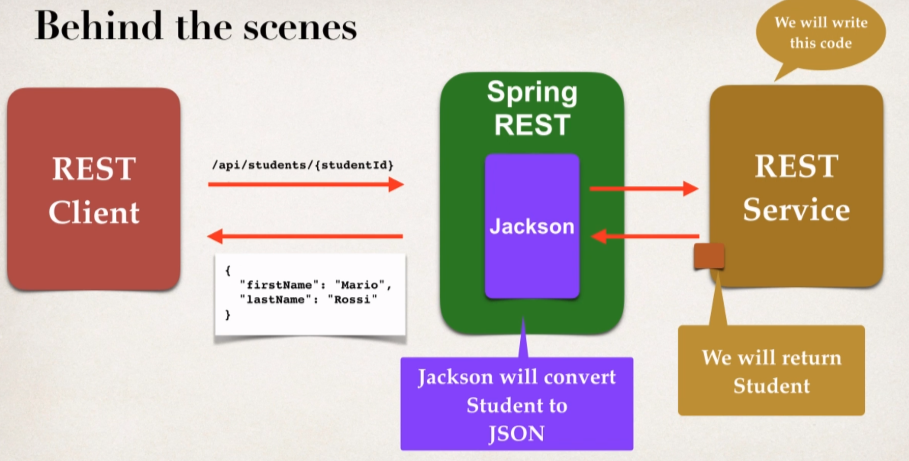 Behind the scenes
We will write
this code
REST
Client
/api/students/{studentId}
{
"firstName": "Mario",
"lastName": "Rossi"
}
Spring
REST
Jackson
REST
Service
Jackson will convert
Student to
JSON
We will return
Student